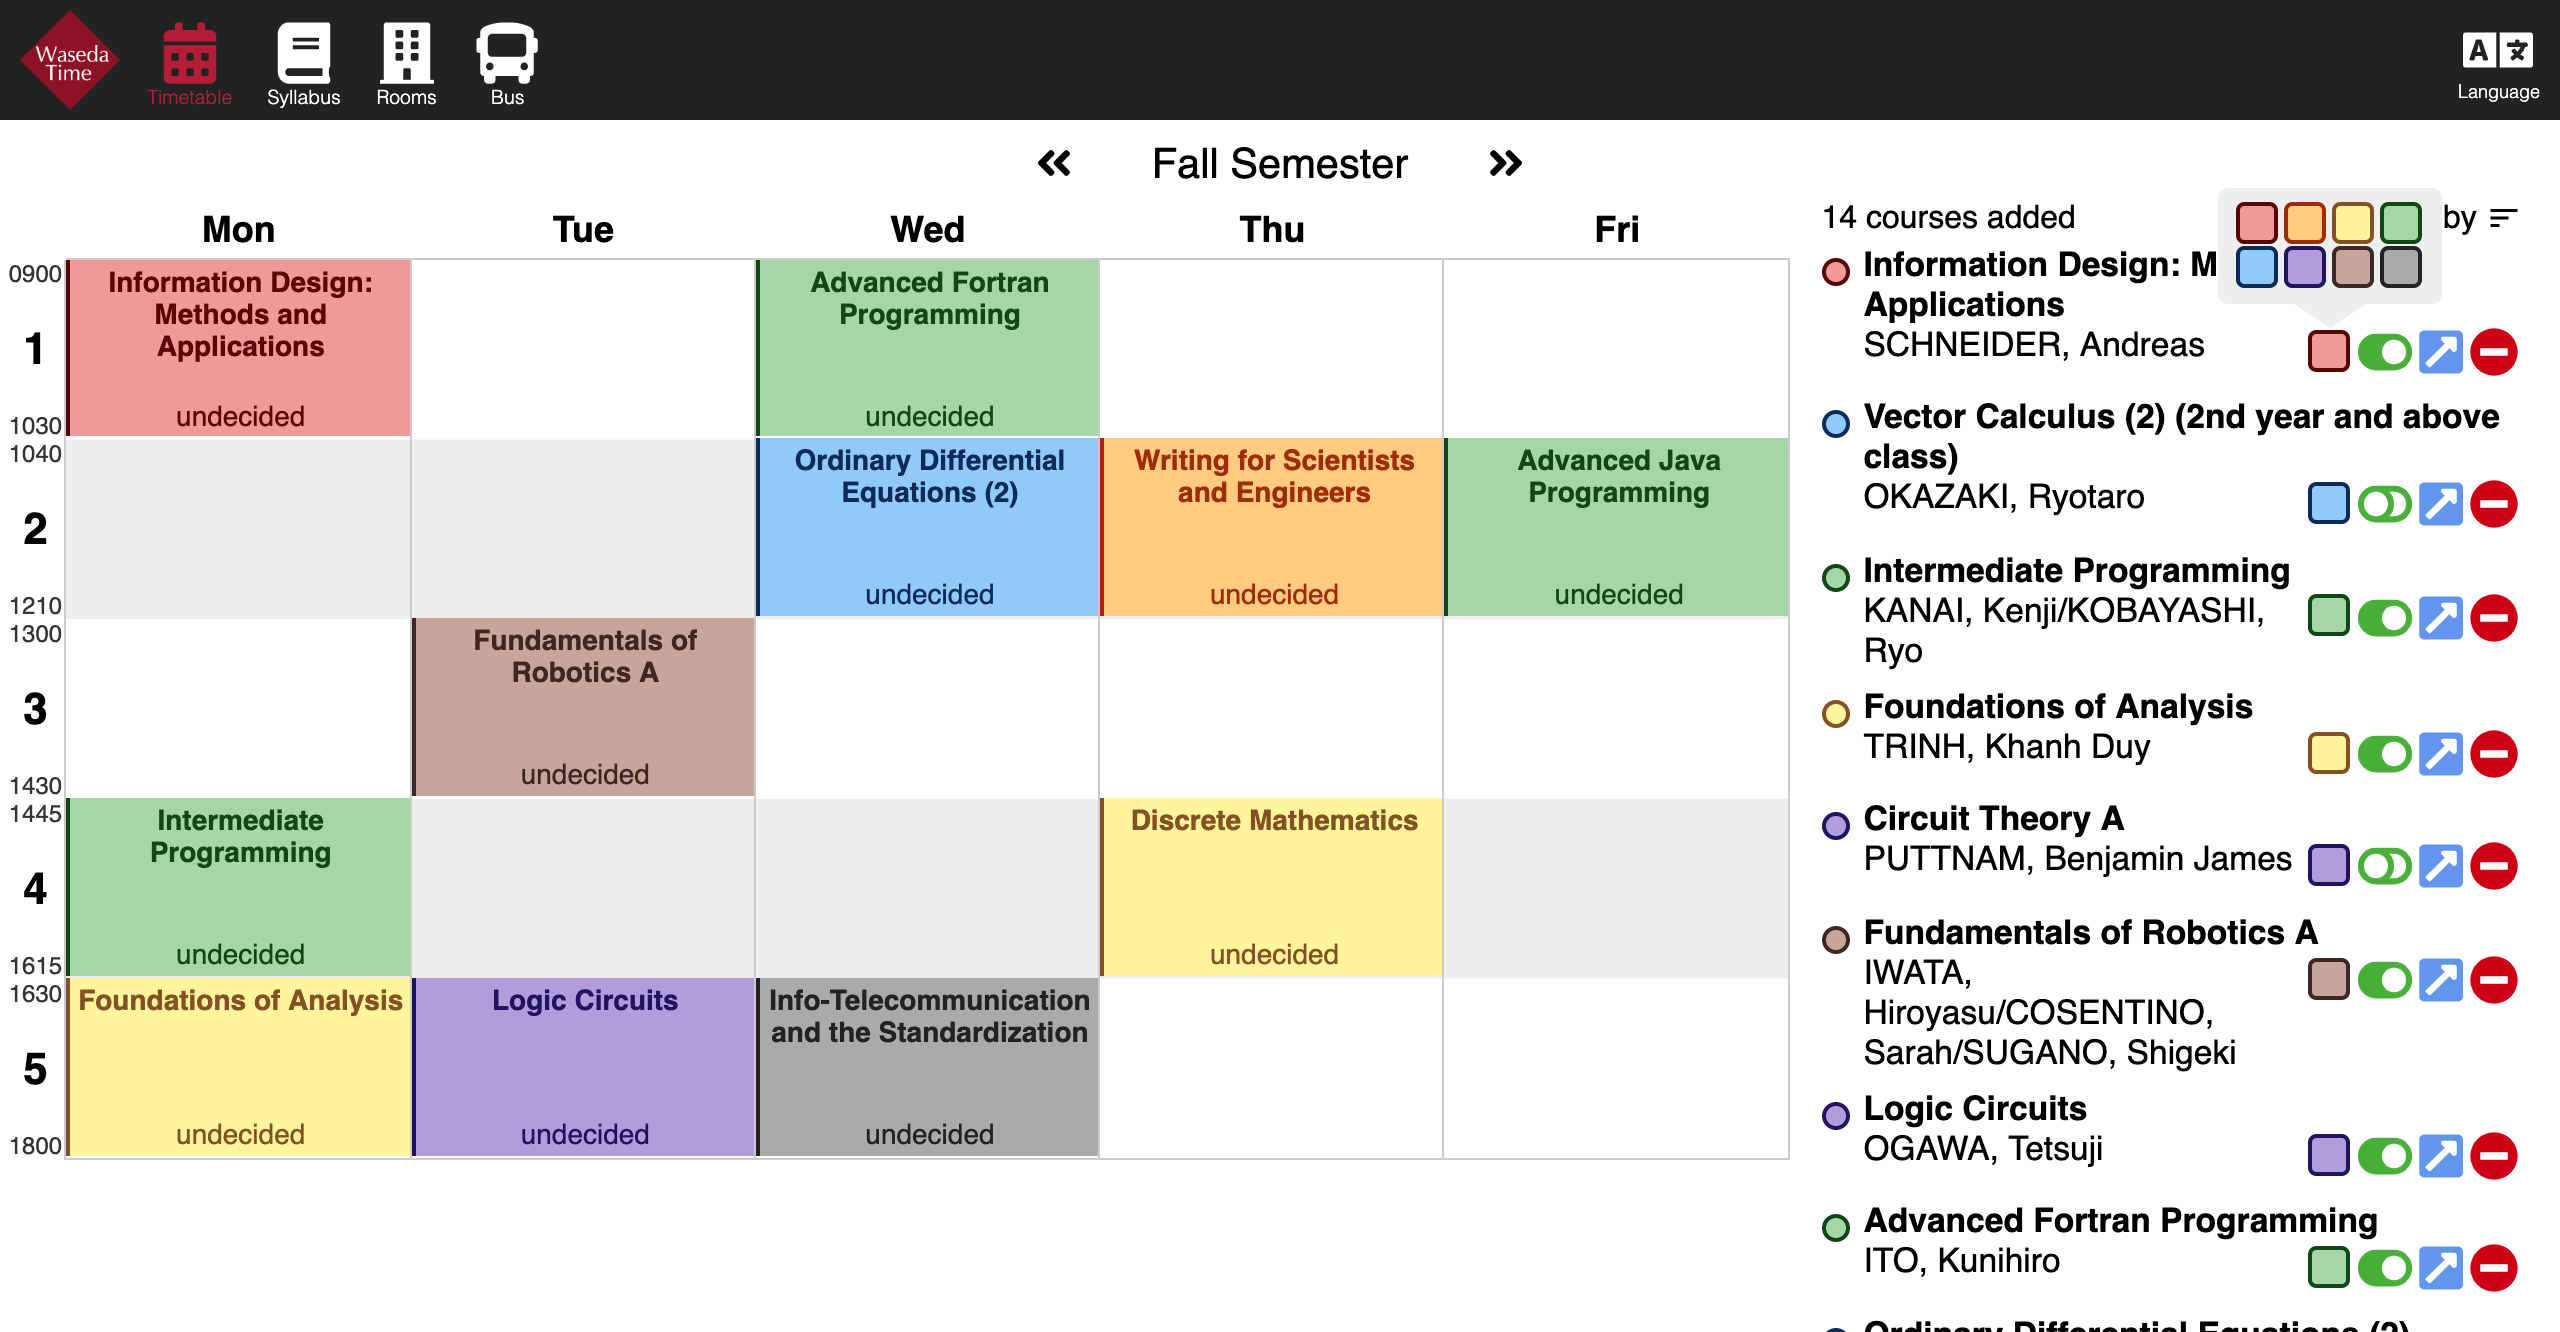 Waseda
Time
Timetable
Syllabus
Rooms
Bus
A 文
Language
Fall Semester
Mon
Tue
Wed
Thu
Fri
0900
1
1030
1040
2
1210
1300
3
1430
1445
4
1615
1630
5
1800
Information Design:
Methods and
Applications
undecided
Advanced Fortran
Programming
undecided
Ordinary Differential
Equations (2)
undecided
Writing for Scientists
and Engineers
undecided
Advanced Java
Programming
undecided
Fundamentals of
Robotics A
undecided
Intermediate
Programming
undecided
Discrete Mathematics
undecided
Foundations of Analysis
undecided
Logic Circuits
undecided
Info-Telecommunication
and the Standardization
undecided
14 courses added
by
Information Design: M
Applications
SCHNEIDER, Andreas
Vector Calculus (2) (2nd year and above
class)
OKAZAKI, Ryotaro
Intermediate Programming
KANAI, Kenji/KOBAYASHI,
Ryo
Foundations of Analysis
TRINH, Khanh Duy
Circuit Theory A
PUTTNAM, Benjamin James
Fundamentals of Robotics A
IWATA,
Hiroyasu/COSENTINO,
Sarah/SUGANO, Shigeki
Logic Circuits
OGAWA, Tetsuji
Advanced Fortran Programming
ITO, Kunihiro
Ordinary Differential Equations (2)